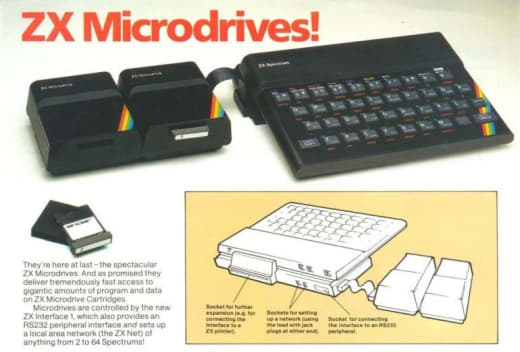 ZX Microdrives!
ZX Microdrive
ZX Microdrive
ZX Spectrum
They're here at last – the spectacular
ZX Microdrives. And as promised they
deliver tremendously fast access to
gigantic amounts of program and data
on ZX Microdrive Cartridges.
Microdrives are controlled by the new
ZX Interface 1, which also provides an
RS232 peripheral interface and sets up
a local area network (the ZX Net) of
anything from 2 to 64 Spectrums!
Socket for further
expansion (e.g. for
connecting the
interface to a
ZX printer).
Sockets for setting
up a network (using
the lead with jack
plugs at either end).
Socket for connecting
the interface to an RS232
peripheral.